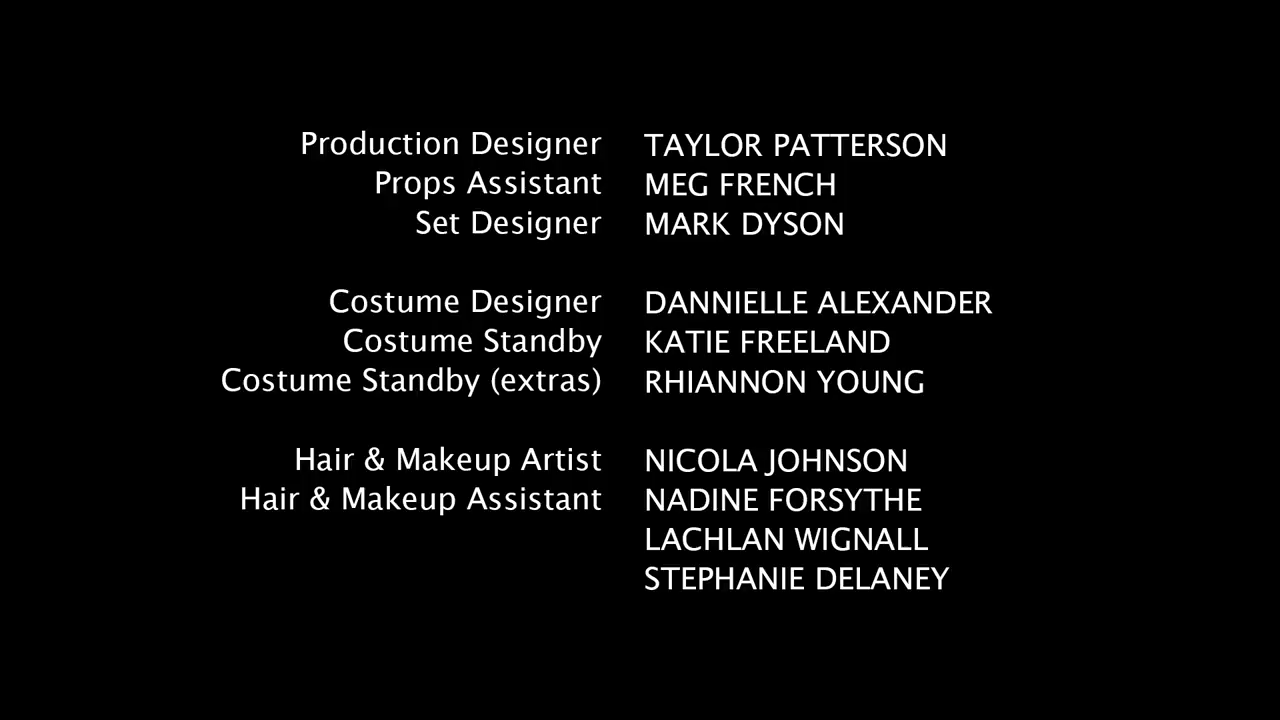 Production Designer TAYLOR PATTERSON
Props Assistant MEG FRENCH
Set Designer MARK DYSON
Costume Designer DANNIELLE ALEXANDER
Costume Standby KATIE FREELAND
Costume Standby (extras) RHIANNON YOUNG
Hair & Makeup Artist NICOLA JOHNSON
Hair & Makeup Assistant NADINE FORSYTHE
LACHLAN WIGNALL
STEPHANIE DELANEY